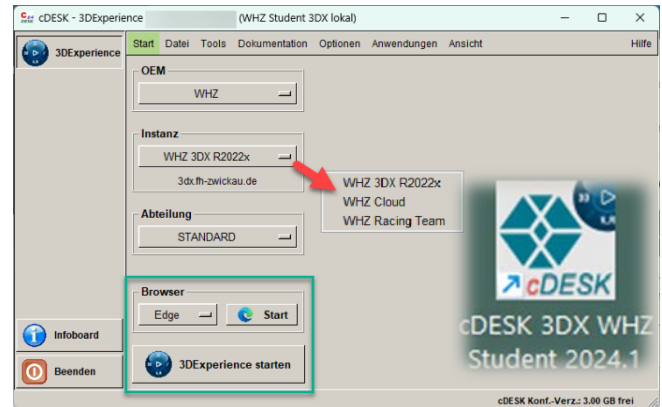 cDESK - 3DExperience (WHZ Student 3DX lokal)
3DExperience
Start Datei Tools Dokumentation Optionen Anwendungen Ansicht Hilfe
OEM
WHZ
Instanz
WHZ 3DX R2022x
3dx.fh-zwickau.de
WHZ 3DX R2022x
WHZ Cloud
WHZ Racing Team
Abteilung
STANDARD
Browser
Edge Start
3DExperience starten
Infoboard
Beenden
cDESK
cDESK 3DX WHZ
Student 2024.1
cDESK Konf.-Verz.: 3.00 GB frei